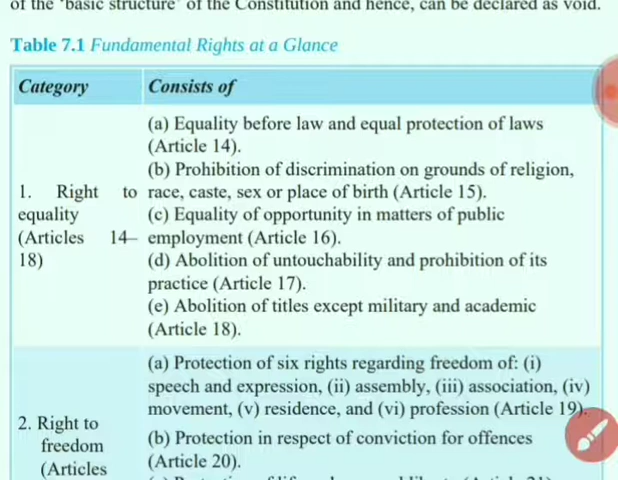 of the 'basic structure' of the Constitution and hence, can be declared as void.
Table 7.1 Fundamental Rights at a Glance
Category Consists of
1. Right to equality (Articles 14–18)
(a) Equality before law and equal protection of laws
(Article 14).
(b) Prohibition of discrimination on grounds of religion,
race, caste, sex or place of birth (Article 15).
(c) Equality of opportunity in matters of public
employment (Article 16).
(d) Abolition of untouchability and prohibition of its
practice (Article 17).
(e) Abolition of titles except military and academic
(Article 18).
2. Right to
freedom
(Articles
(a) Protection of six rights regarding freedom of: (i)
speech and expression, (ii) assembly, (iii) association, (iv)
movement, (v) residence, and (vi) profession (Article 19).
(b) Protection in respect of conviction for offences
(Article 20).